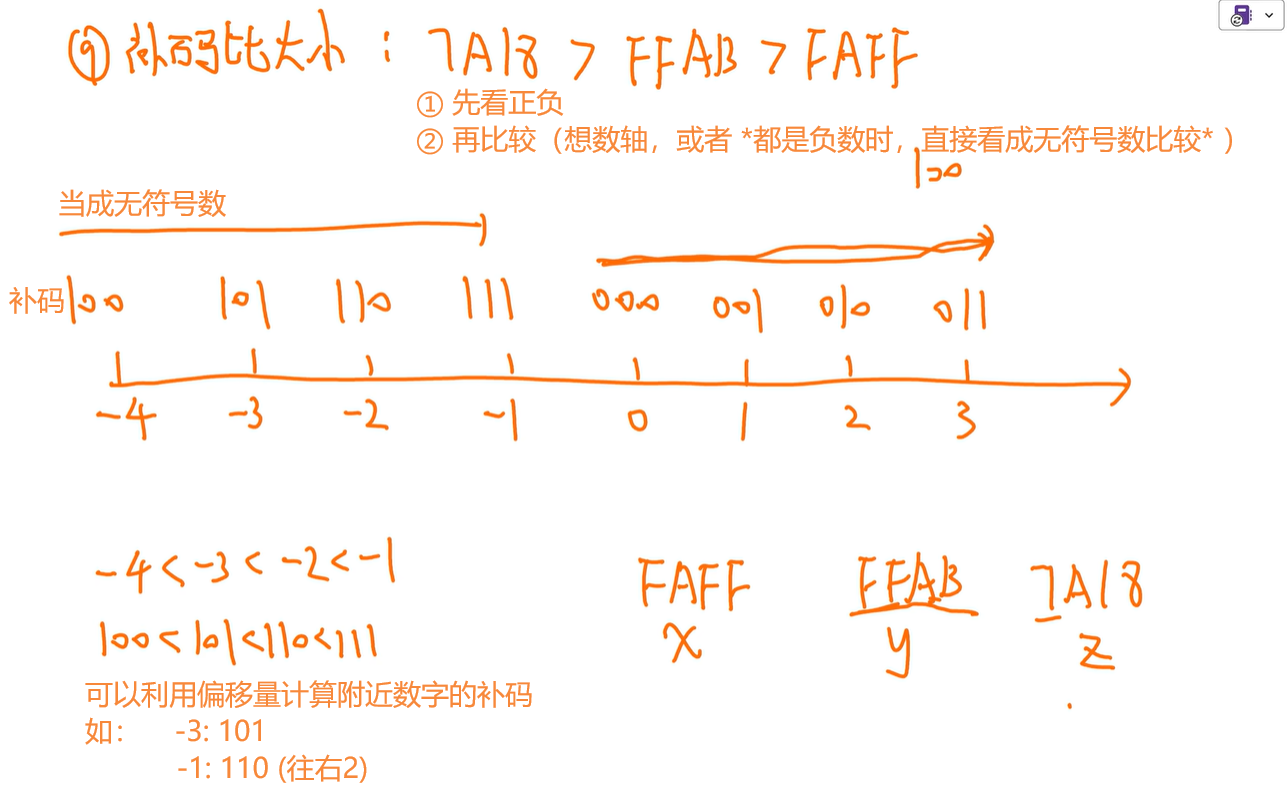 ⑨ 补码比大小：7A18 > FFAB > FAFF
① 先看正负
② 再比较（想数轴，或者 *都是负数时，直接看成无符号数比较* ）
1>0
当成无符号数
补码 100 101 110 111 000 001 010 011
-4 -3 -2 -1 0 1 2 3
-4 < -3 < -2 < -1
100 < 101 < 110 < 111
FAFF FFAB 7A18
x y z
可以利用偏移量计算附近数字的补码
如： -3: 101
-1: 110 (往右2)